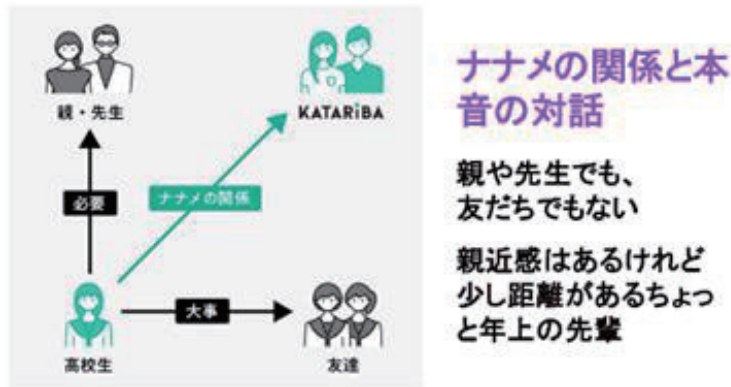 親・先生
KATARiBA
必要
ナナメの関係
大事
高校生
友達
ナナメの関係と本
音の対話
親や先生でも、
友だちでもない
親近感はあるけれど
少し距離があるちょっ
と年上の先輩